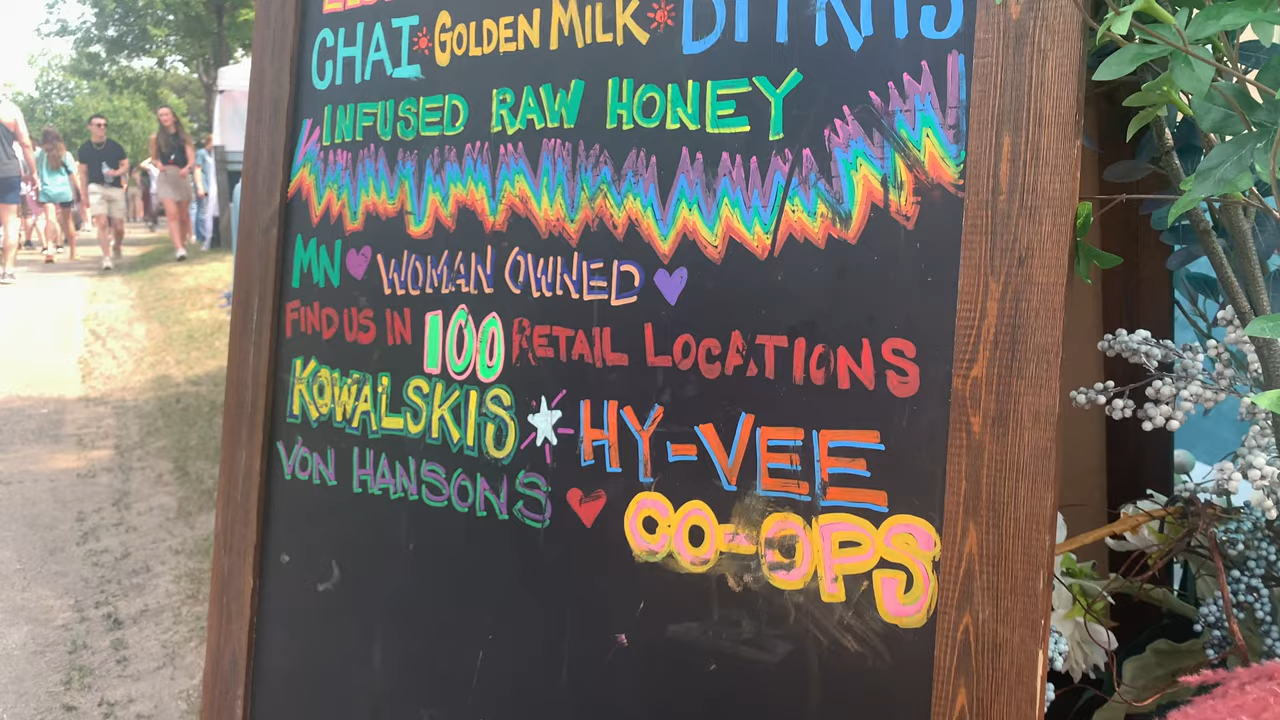 CHAI GOLDEN MILK
INFUSED RAW HONEY
MN WOMAN OWNED
FIND US IN 100 RETAIL LOCATIONS
KOWALSKIS HY-VEE
VON HANSONS
CO-OPS